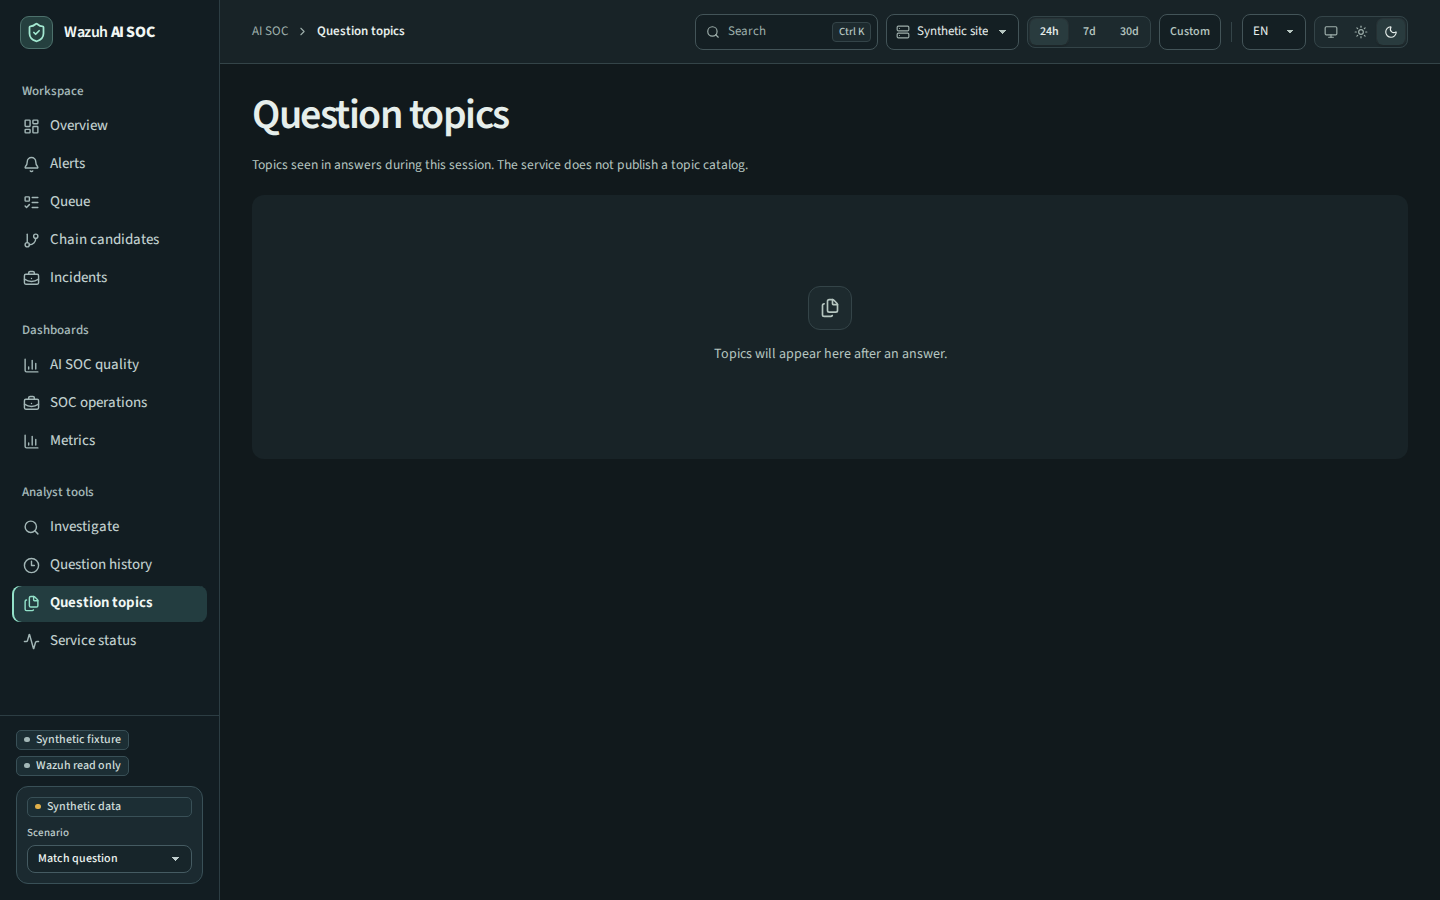 Wazuh AI SOC
AI SOC > Question topics
Search
Ctrl K
Synthetic site
24h
7d
30d
Custom
EN
Workspace
Overview
Alerts
Queue
Chain candidates
Incidents
Dashboards
AI SOC quality
SOC operations
Metrics
Analyst tools
Investigate
Question history
Question topics
Service status
Synthetic fixture
Wazuh read only
Synthetic data
Scenario
Match question
Question topics
Topics seen in answers during this session. The service does not publish a topic catalog.
Topics will appear here after an answer.